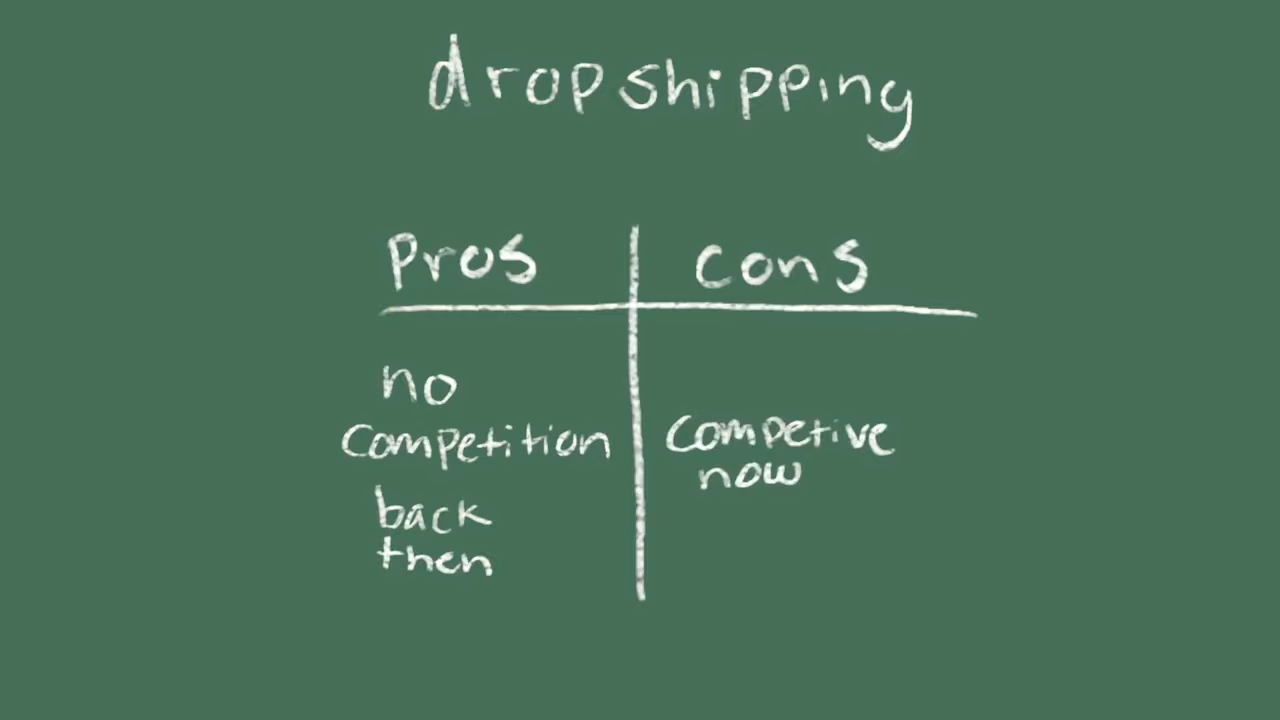 dropshipping
Pros
Cons
no
competition
back
then
competive
now